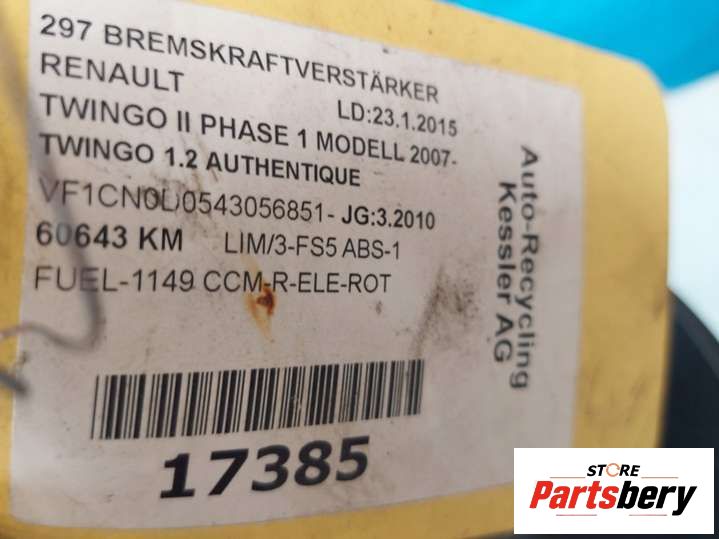 297 BREMSKRAFTVERSTÄRKER
RENAULT
LD:23.1.2015
TWINGO II PHASE 1 MODELL 2007-
TWINGO 1.2 AUTHENTIQUE
VF1CN0D0543056851- JG:3.2010
60643 KM LIM/3-FS5 ABS-1
FUEL-1149 CCM-R-ELE-ROT
17385
Auto-Recycling
Kessler AG
STORE
Partsbery